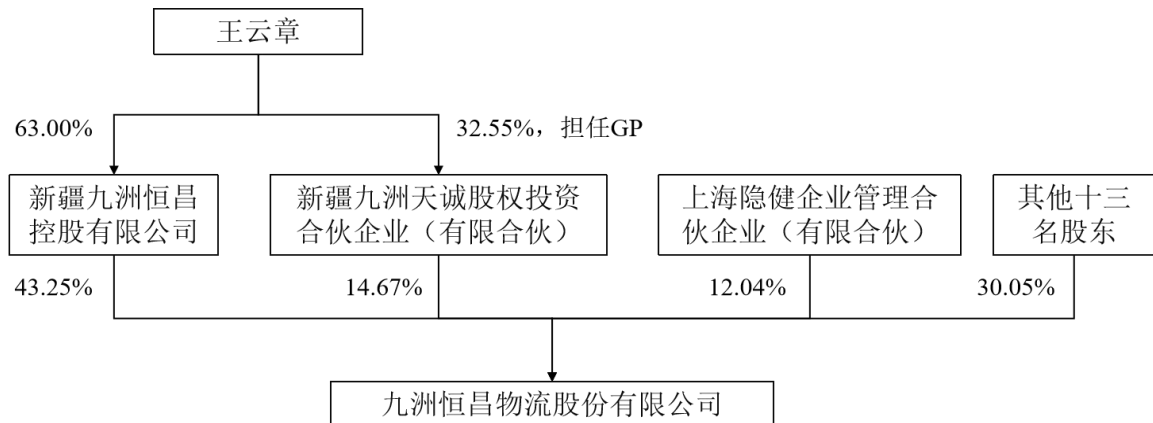 王云章
63.00%
32.55%，担任GP
新疆九洲恒昌
控股有限公司
新疆九洲天诚股权投资
合伙企业（有限合伙）
上海隐健企业管理合
伙企业（有限合伙）
其他十三
名股东
43.25%
14.67%
12.04%
30.05%
九洲恒昌物流股份有限公司